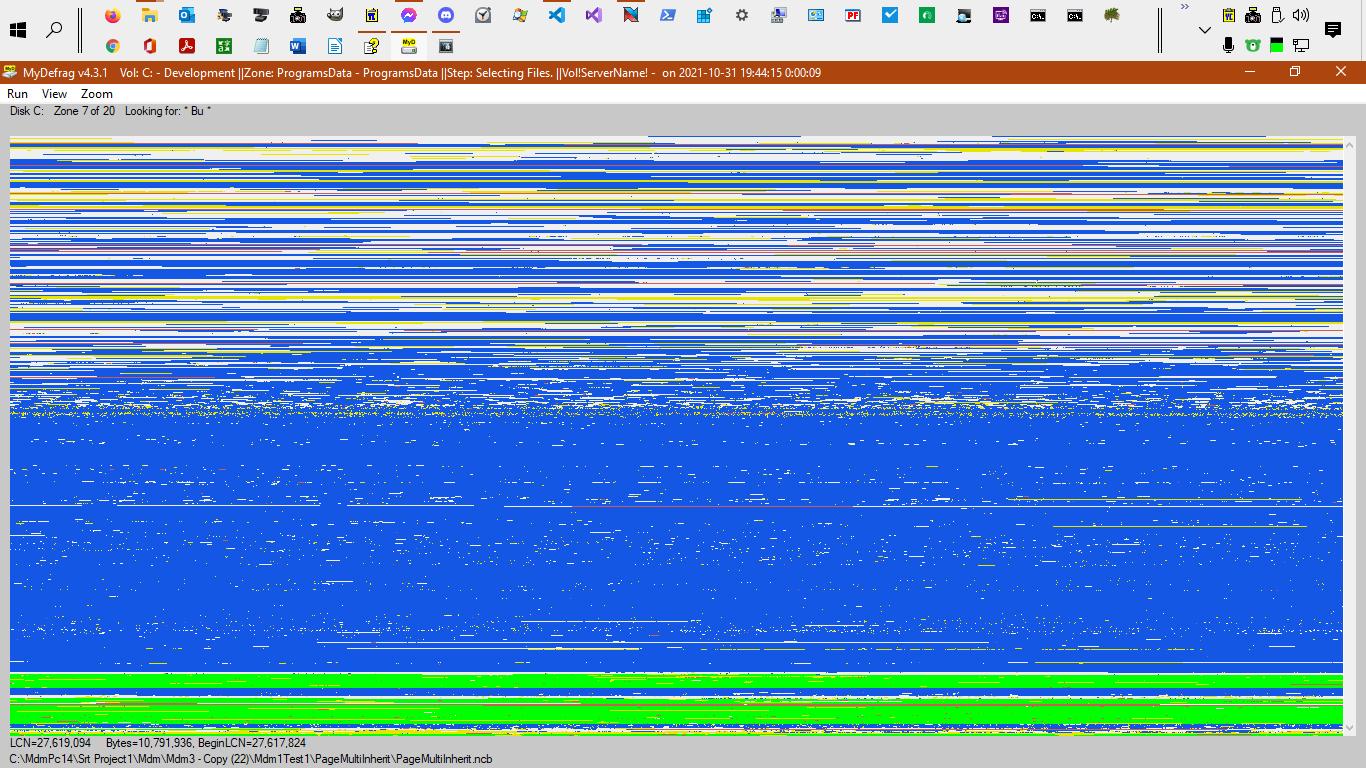 MyDefrag v4.3.1   Vol: C: - Development ||Zone: ProgramsData - ProgramsData ||Step: Selecting Files. ||Vol!ServerName! -  on 2021-10-31 19:44:15 0:00:09
Run   View   Zoom
Disk C:   Zone 7 of 20   Looking for: * Bu *
LCN=27,619,094   Bytes=10,791,936, BeginLCN=27,617,824
C:\MdmPc14\Srt Project1\Mdm\Mdm3 - Copy (22)\Mdm1Test1\PageMultiInherit\PageMultiInherit.ncb